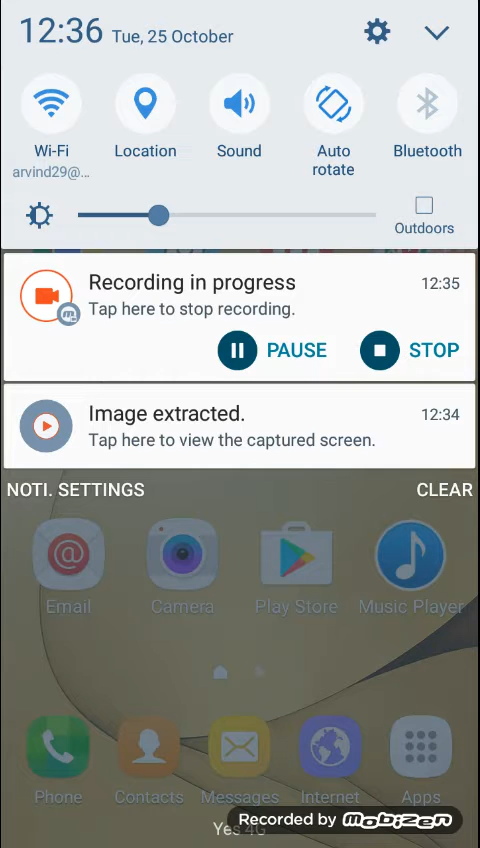 12:36 Tue, 25 October
Wi-Fi
arvind29@...
Location
Sound
Auto
rotate
Bluetooth
Outdoors
Recording in progress 12:35
Tap here to stop recording.
PAUSE STOP
Image extracted. 12:34
Tap here to view the captured screen.
NOTI. SETTINGS CLEAR
Email Camera Play Store Music Player
Phone Contacts Messages Internet Apps
Recorded by mobizen
Yes 4G